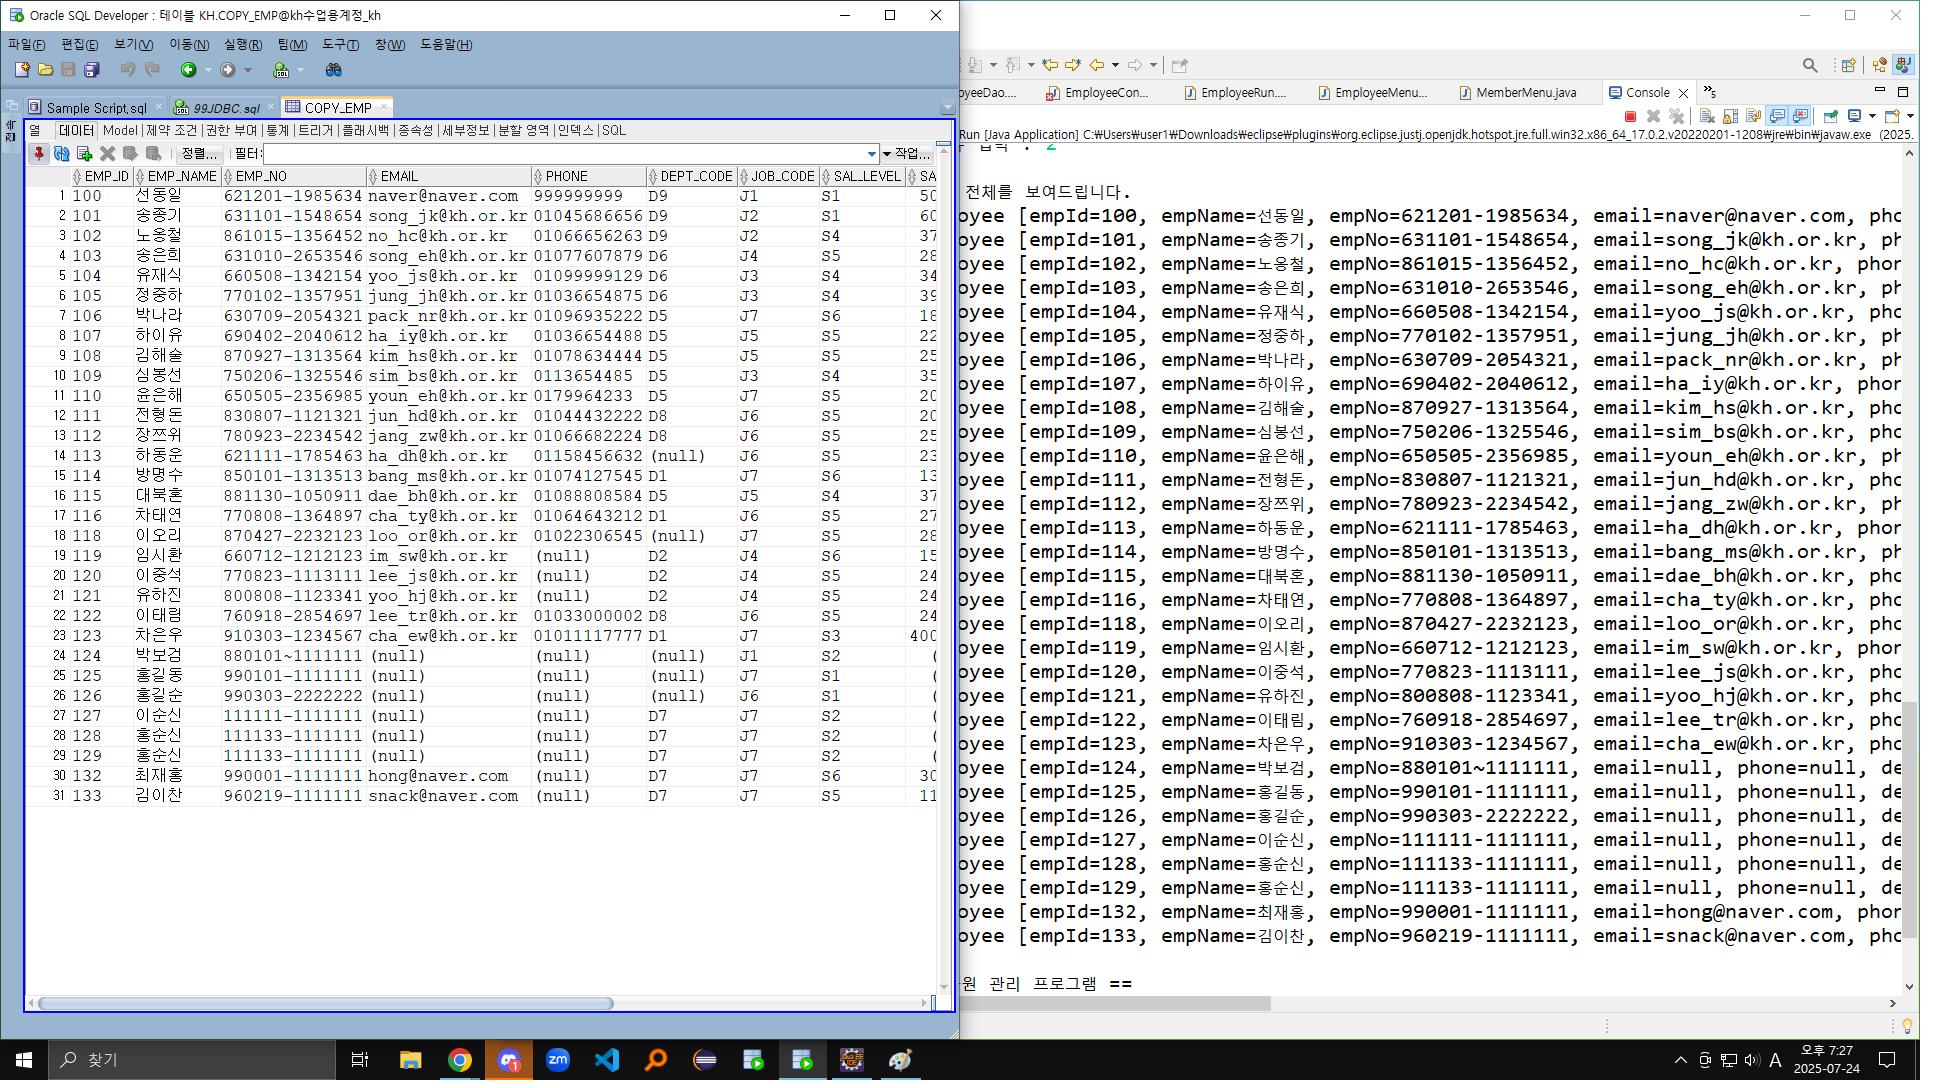 Oracle SQL Developer : 테이블 KH.COPY_EMP@kh수업용계정_kh
파일(F) 편집(E) 보기(V) 이동(N) 실행(R) 팀(M) 도구(T) 창(W) 도움말(H)
Sample Script.sql 99JDBC.sql COPY_EMP
열 데이터 Model 제약 조건 권한 부여 통계 트리거 플래시백 종속성 세부정보 분할 영역 인덱스 SQL
정렬... 필터: 작업...
EMP_ID EMP_NAME EMP_NO EMAIL PHONE DEPT_CODE JOB_CODE SAL_LEVEL SA
1 100 선동일 621201-1985634 naver@naver.com 999999999 D9 J1 S1 50
2 101 송종기 631101-1548654 song_jk@kh.or.kr 01045686656 D9 J2 S1 60
3 102 노옹철 861015-1356452 no_hc@kh.or.kr 01066656263 D9 J2 S4 37
4 103 송은희 631010-2653546 song_eh@kh.or.kr 01077607879 D6 J4 S5 28
5 104 유재식 660508-1342154 yoo_js@kh.or.kr 01099999129 D6 J3 S4 34
6 105 정중하 770102-1357951 jung_jh@kh.or.kr 01036654875 D6 J3 S4 39
7 106 박나라 630709-2054321 pack_nr@kh.or.kr 01096935222 D5 J7 S6 18
8 107 하이유 690402-2040612 ha_iy@kh.or.kr 01036654488 D5 J5 S5 22
9 108 김해술 870927-1313564 kim_hs@kh.or.kr 01078634444 D5 J5 S5 25
10 109 심봉선 750206-1325546 sim_bs@kh.or.kr 0113654485 D5 J3 S4 35
11 110 윤은해 650505-2356985 youn_eh@kh.or.kr 0179964233 D5 J7 S5 20
12 111 전형돈 830807-1121321 jun_hd@kh.or.kr 01044432222 D8 J6 S5 20
13 112 장쯔위 780923-2234542 jang_zw@kh.or.kr 01066682224 D8 J6 S5 25
14 113 하동운 621111-1785463 ha_dh@kh.or.kr 01158456632 (null) J6 S5 23
15 114 방명수 850101-1313513 bang_ms@kh.or.kr 01074127545 D1 J7 S6 13
16 115 대북혼 881130-1050911 dae_bh@kh.or.kr 01088808584 D5 J5 S4 37
17 116 차태연 770808-1364897 cha_ty@kh.or.kr 01064643212 D1 J6 S5 27
18 118 이오리 870427-2232123 loo_or@kh.or.kr 01022306545 (null) J7 S5 28
19 119 임시환 660712-1212123 im_sw@kh.or.kr (null) D2 J4 S6 15
20 120 이중석 770823-1113111 lee_js@kh.or.kr (null) D2 J4 S5 24
21 121 유하진 800808-1123341 yoo_hj@kh.or.kr (null) D2 J4 S5 24
22 122 이태림 760918-2854697 lee_tr@kh.or.kr 01033000002 D8 J6 S5 24
23 123 차은우 910303-1234567 cha_ew@kh.or.kr 01011117777 D1 J7 S3 400
24 124 박보검 880101~1111111 (null) (null) (null) J1 S2 (
25 125 홍길동 990101-1111111 (null) (null) (null) J7 S1 (
26 126 홍길순 990303-2222222 (null) (null) (null) J6 S1 (
27 127 이순신 111111-1111111 (null) (null) D7 J7 S2 (
28 128 홍순신 111133-1111111 (null) (null) D7 J7 S2 (
29 129 홍순신 111133-1111111 (null) (null) D7 J7 S2 (
30 132 최재홍 990001-1111111 hong@naver.com (null) D7 J7 S6 30
31 133 김이찬 960219-1111111 snack@naver.com (null) D7 J7 S5 11
oyeeDao.... EmployeeCon... EmployeeRun.... EmployeeMenu... MemberMenu.java Console 5
Run [Java Application] C:\Users\user1\Downloads\eclipse\plugins\org.eclipse.justj.openjdk.hotspot.jre.full.win32.x86_64_17.0.2.v20220201-1208\jre\bin\javaw.exe (2025.
입력 : 2
전체를 보여드립니다.
oyee [empId=100, empName=선동일, empNo=621201-1985634, email=naver@naver.com, pho
oyee [empId=101, empName=송종기, empNo=631101-1548654, email=song_jk@kh.or.kr, ph
oyee [empId=102, empName=노옹철, empNo=861015-1356452, email=no_hc@kh.or.kr, phon
oyee [empId=103, empName=송은희, empNo=631010-2653546, email=song_eh@kh.or.kr, ph
oyee [empId=104, empName=유재식, empNo=660508-1342154, email=yoo_js@kh.or.kr, pho
oyee [empId=105, empName=정중하, empNo=770102-1357951, email=jung_jh@kh.or.kr, ph
oyee [empId=106, empName=박나라, empNo=630709-2054321, email=pack_nr@kh.or.kr, ph
oyee [empId=107, empName=하이유, empNo=690402-2040612, email=ha_iy@kh.or.kr, phon
oyee [empId=108, empName=김해술, empNo=870927-1313564, email=kim_hs@kh.or.kr, pho
oyee [empId=109, empName=심봉선, empNo=750206-1325546, email=sim_bs@kh.or.kr, pho
oyee [empId=110, empName=윤은해, empNo=650505-2356985, email=youn_eh@kh.or.kr, ph
oyee [empId=111, empName=전형돈, empNo=830807-1121321, email=jun_hd@kh.or.kr, pho
oyee [empId=112, empName=장쯔위, empNo=780923-2234542, email=jang_zw@kh.or.kr, ph
oyee [empId=113, empName=하동운, empNo=621111-1785463, email=ha_dh@kh.or.kr, phon
oyee [empId=114, empName=방명수, empNo=850101-1313513, email=bang_ms@kh.or.kr, ph
oyee [empId=115, empName=대북혼, empNo=881130-1050911, email=dae_bh@kh.or.kr, pho
oyee [empId=116, empName=차태연, empNo=770808-1364897, email=cha_ty@kh.or.kr, pho
oyee [empId=118, empName=이오리, empNo=870427-2232123, email=loo_or@kh.or.kr, pho
oyee [empId=119, empName=임시환, empNo=660712-1212123, email=im_sw@kh.or.kr, phon
oyee [empId=120, empName=이중석, empNo=770823-1113111, email=lee_js@kh.or.kr, pho
oyee [empId=121, empName=유하진, empNo=800808-1123341, email=yoo_hj@kh.or.kr, pho
oyee [empId=122, empName=이태림, empNo=760918-2854697, email=lee_tr@kh.or.kr, pho
oyee [empId=123, empName=차은우, empNo=910303-1234567, email=cha_ew@kh.or.kr, pho
oyee [empId=124, empName=박보검, empNo=880101~1111111, email=null, phone=null, de
oyee [empId=125, empName=홍길동, empNo=990101-1111111, email=null, phone=null, de
oyee [empId=126, empName=홍길순, empNo=990303-2222222, email=null, phone=null, de
oyee [empId=127, empName=이순신, empNo=111111-1111111, email=null, phone=null, de
oyee [empId=128, empName=홍순신, empNo=111133-1111111, email=null, phone=null, de
oyee [empId=129, empName=홍순신, empNo=111133-1111111, email=null, phone=null, de
oyee [empId=132, empName=최재홍, empNo=990001-1111111, email=hong@naver.com, phon
oyee [empId=133, empName=김이찬, empNo=960219-1111111, email=snack@naver.com, pho
원 관리 프로그램 ==
찾기
zm
A 오후 7:27
2025-07-24